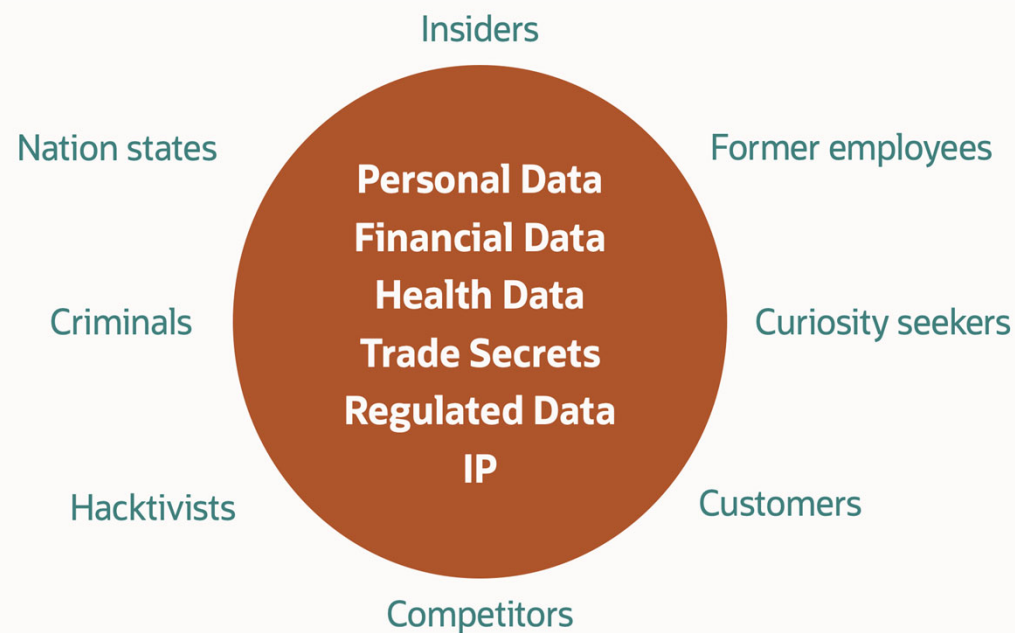 Insiders
Nation states
Former employees
Personal Data
Financial Data
Health Data
Trade Secrets
Regulated Data
IP
Criminals
Curiosity seekers
Hacktivists
Customers
Competitors